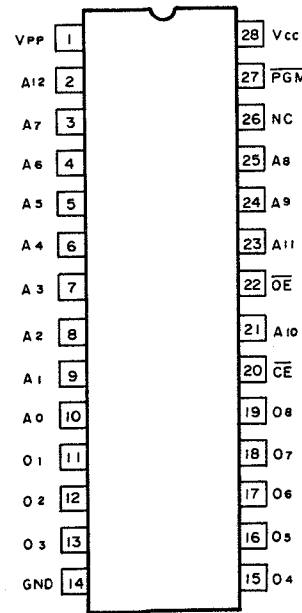 VPP 1 28 Vcc
A12 2 27 PGM
A7 3 26 NC
A6 4 25 A8
A5 5 24 A9
A4 6 23 A11
A3 7 22 OE
A2 8 21 A10
A1 9 20 CE
A0 10 19 O8
O1 11 18 O7
O2 12 17 O6
O3 13 16 O5
GND 14 15 O4